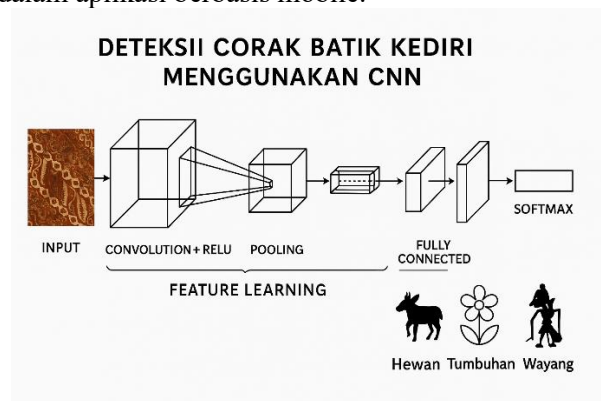 dalam aplikasi berbasis mobile.
DETEKSII CORAK BATIK KEDIRI
MENGGUNAKAN CNN
INPUT
CONVOLUTION + RELU
POOLING
FULLY
CONNECTED
SOFTMAX
FEATURE LEARNING
Hewan
Tumbuhan
Wayang